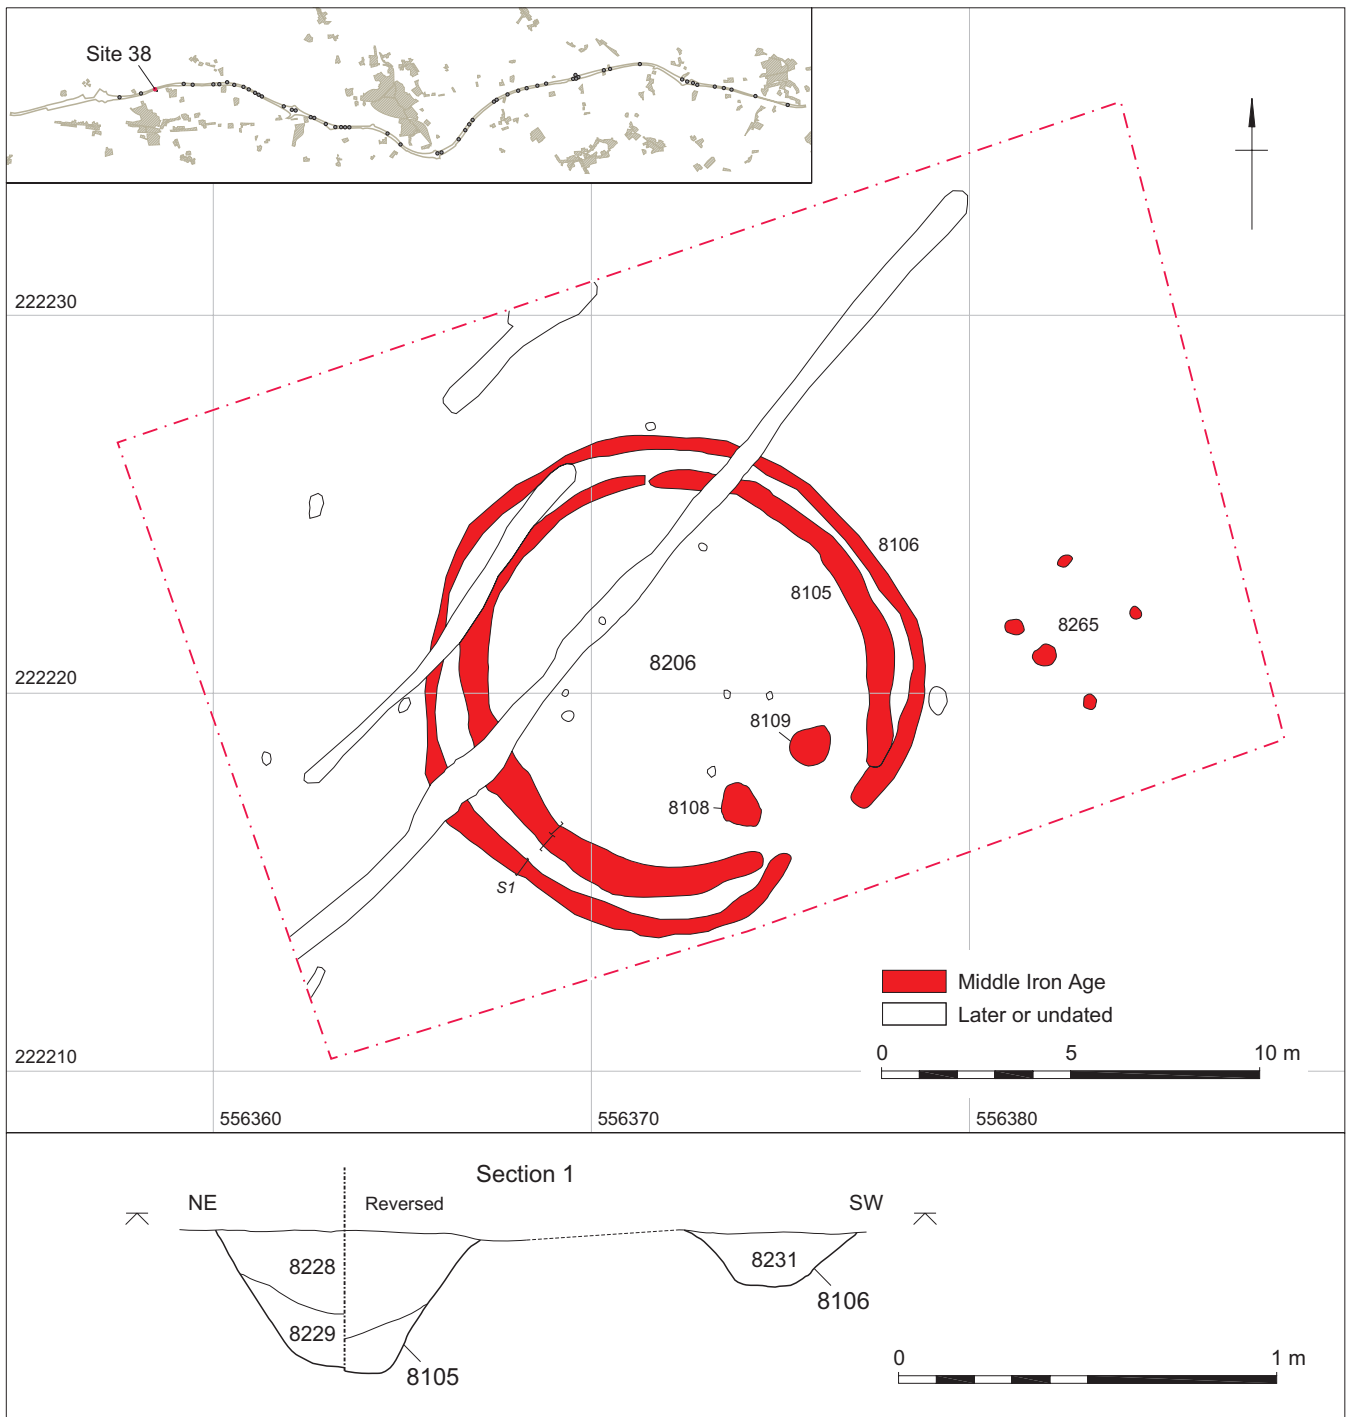 Site 38
222230
8106
8105
8265
8206
222220
8109
8108
S1
Middle Iron Age
Later or undated
222210
0 5 10 m
556360 556370 556380
Section 1
NE Reversed SW
8228
8231
8106
8229
8105
0 1 m